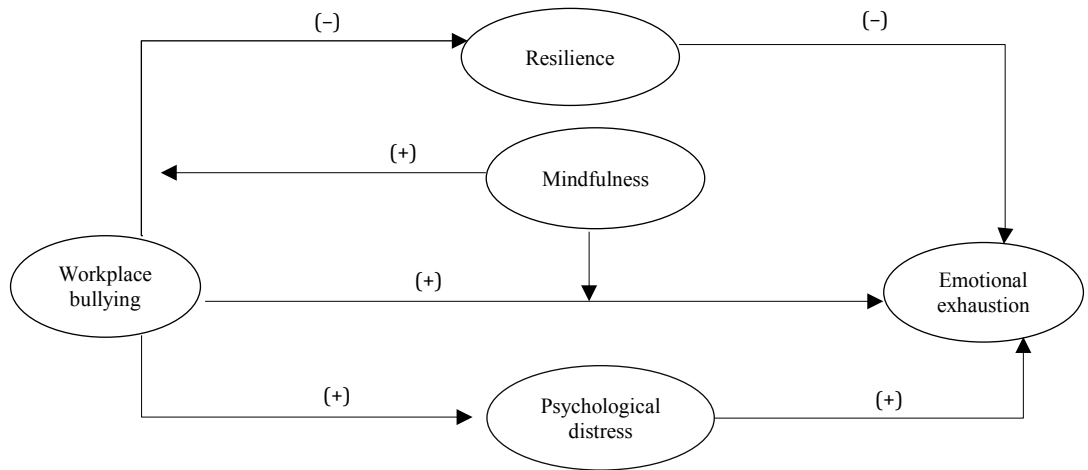 (–)
(–)
Resilience
(+)
Mindfulness
Workplace
bullying
(+)
Emotional
exhaustion
(+)
Psychological
distress
(+)